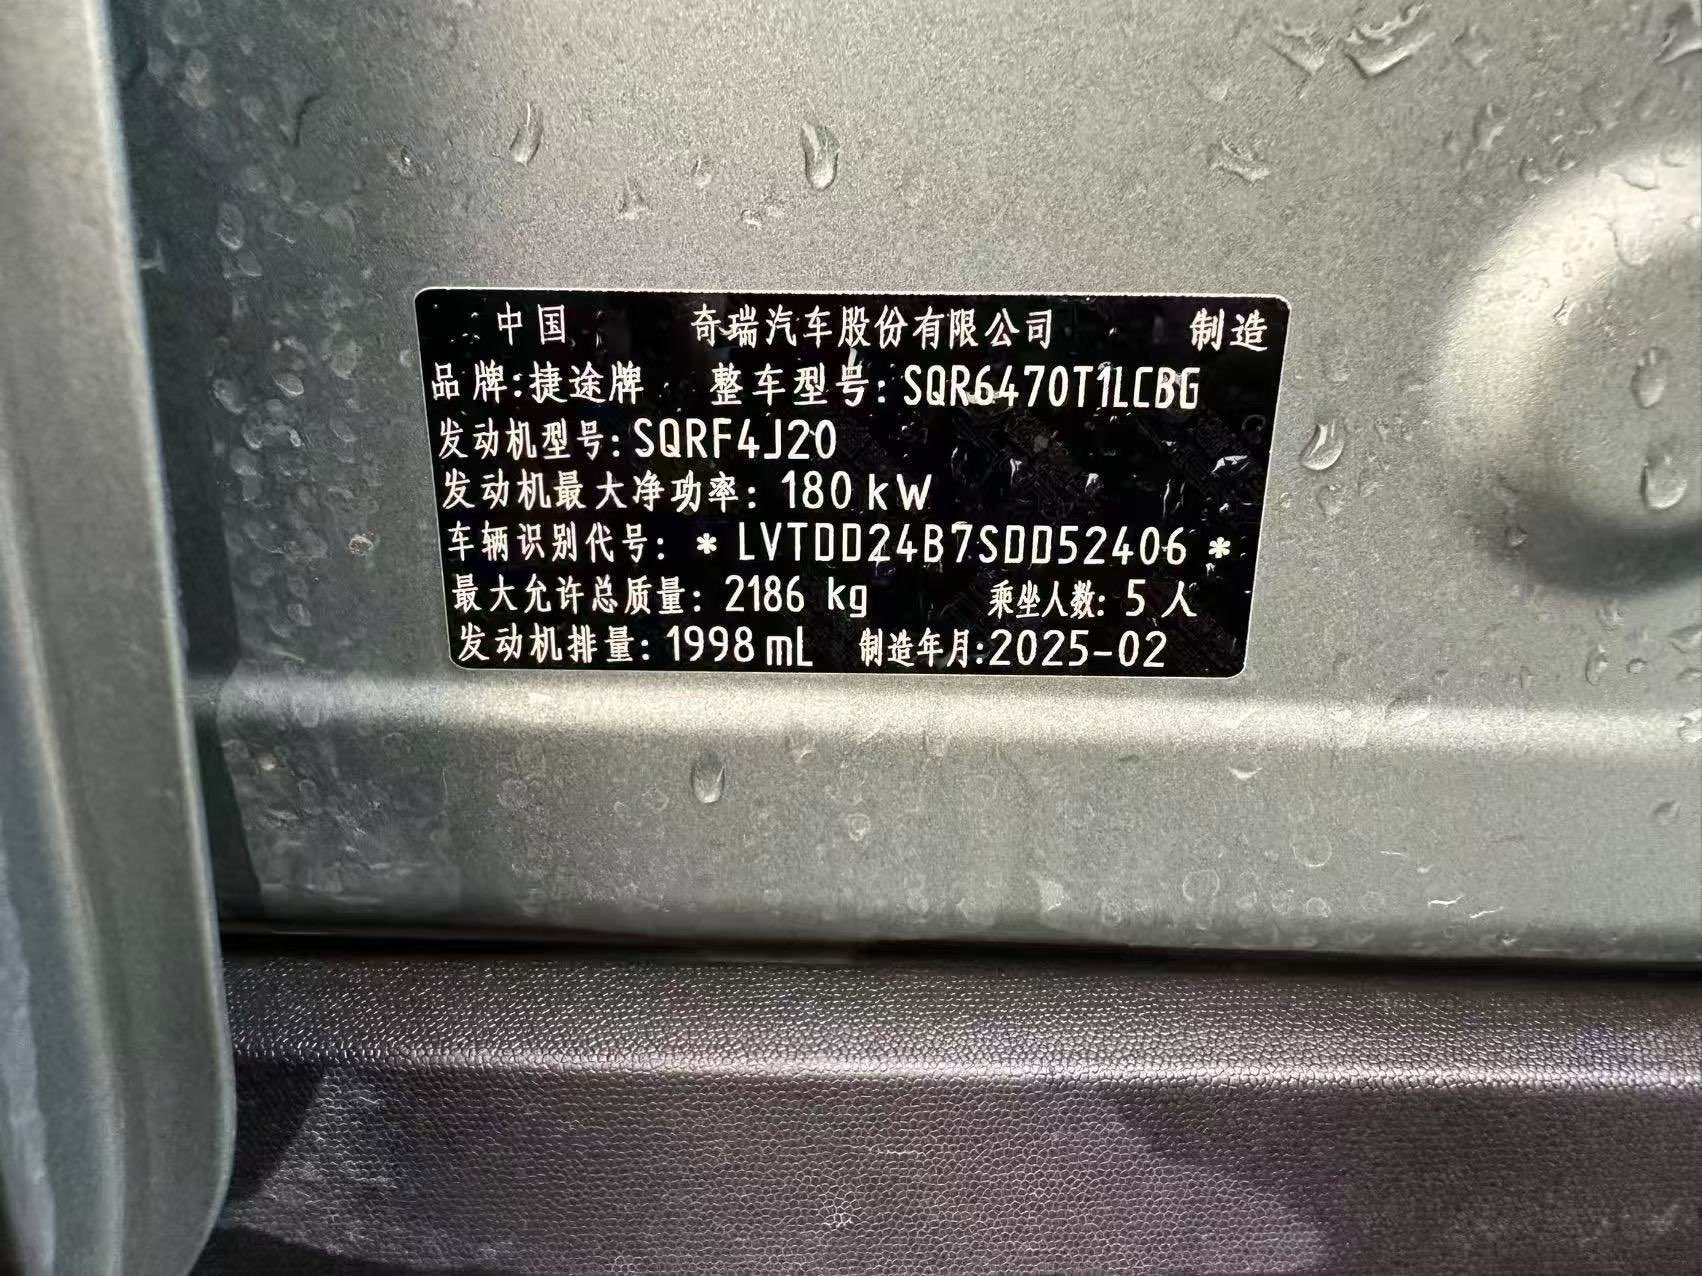 中国 奇瑞汽车股份有限公司 制造
品牌:捷途牌 整车型号:SQR6470T1LCBG
发动机型号:SQRF4J20
发动机最大净功率: 180 kW
车辆识别代号: * LVTDD24B7SDD52406 *
最大允许总质量: 2186 kg 乘坐人数: 5 人
发动机排量: 1998 mL 制造年月:2025-02